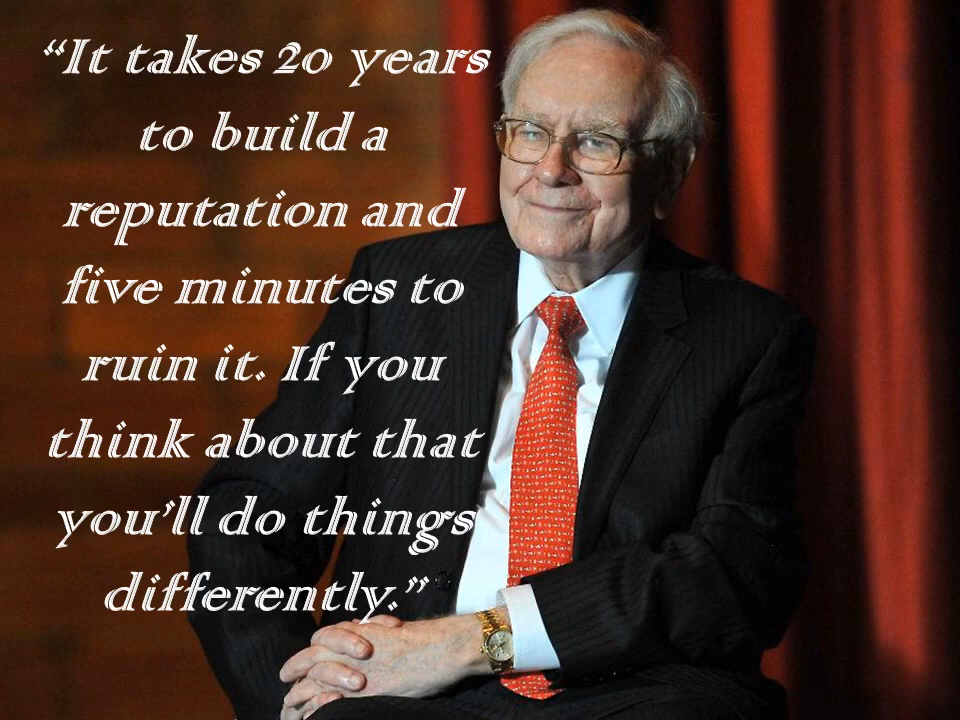 “It takes 20 years
to build a
reputation and
five minutes to
ruin it. If you
think about that
you’ll do things
differently.”